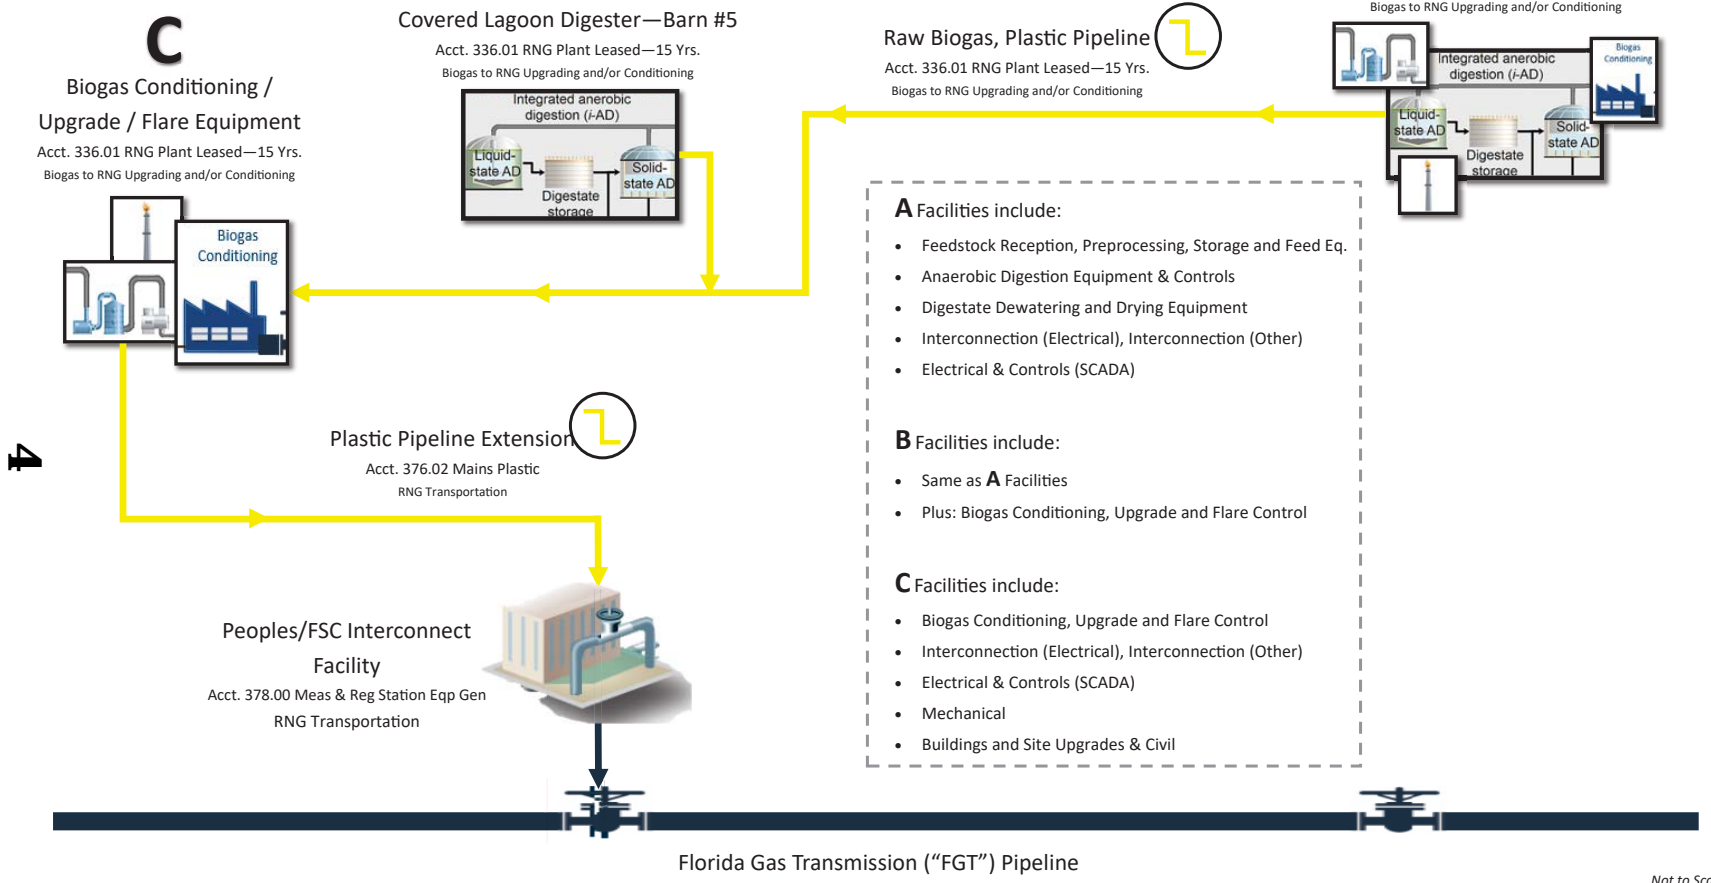 C
Biogas Conditioning /
Upgrade / Flare Equipment
Acct. 336.01 RNG Plant Leased—15 Yrs.
Biogas to RNG Upgrading and/or Conditioning
Biogas
Conditioning
Covered Lagoon Digester—Barn #5
Acct. 336.01 RNG Plant Leased—15 Yrs.
Biogas to RNG Upgrading and/or Conditioning
Integrated anerobic
digestion (i-AD)
Liquid-
state AD
Digestate
storage
Solid-
state AD
Raw Biogas, Plastic Pipeline
Acct. 336.01 RNG Plant Leased—15 Yrs.
Biogas to RNG Upgrading and/or Conditioning
Biogas to RNG Upgrading and/or Conditioning
Integrated anerobic
digestion (i-AD)
Biogas
Conditioning
Liquid-
state AD
Digestate
storage
Solid-
state AD
A Facilities include:
• Feedstock Reception, Preprocessing, Storage and Feed Eq.
• Anaerobic Digestion Equipment & Controls
• Digestate Dewatering and Drying Equipment
• Interconnection (Electrical), Interconnection (Other)
• Electrical & Controls (SCADA)
B Facilities include:
• Same as A Facilities
• Plus: Biogas Conditioning, Upgrade and Flare Control
C Facilities include:
• Biogas Conditioning, Upgrade and Flare Control
• Interconnection (Electrical), Interconnection (Other)
• Electrical & Controls (SCADA)
• Mechanical
• Buildings and Site Upgrades & Civil
4
Plastic Pipeline Extension
Acct. 376.02 Mains Plastic
RNG Transportation
Peoples/FSC Interconnect
Facility
Acct. 378.00 Meas & Reg Station Eqp Gen
RNG Transportation
Florida Gas Transmission (“FGT”) Pipeline
Not to Sc